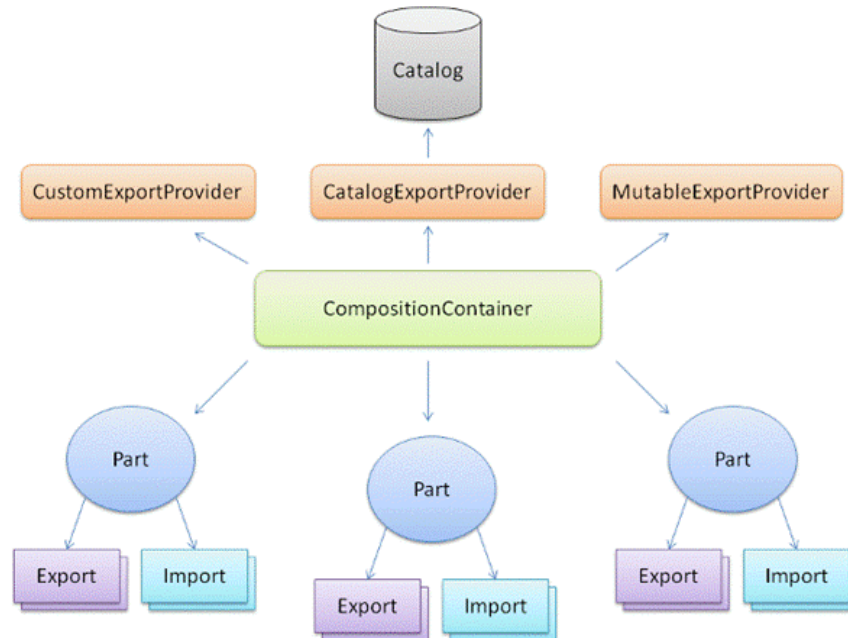 Catalog
CustomExportProvider
CatalogExportProvider
MutableExportProvider
CompositionContainer
Part
Part
Part
Export
Import
Export
Import
Export
Import